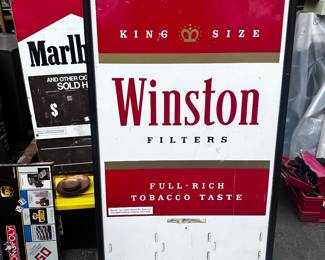 KING SIZE
Winston
FILTERS
FULL-RICH
TOBACCO TASTE
Marlb
AND OTHER CIG
SOLD H
$